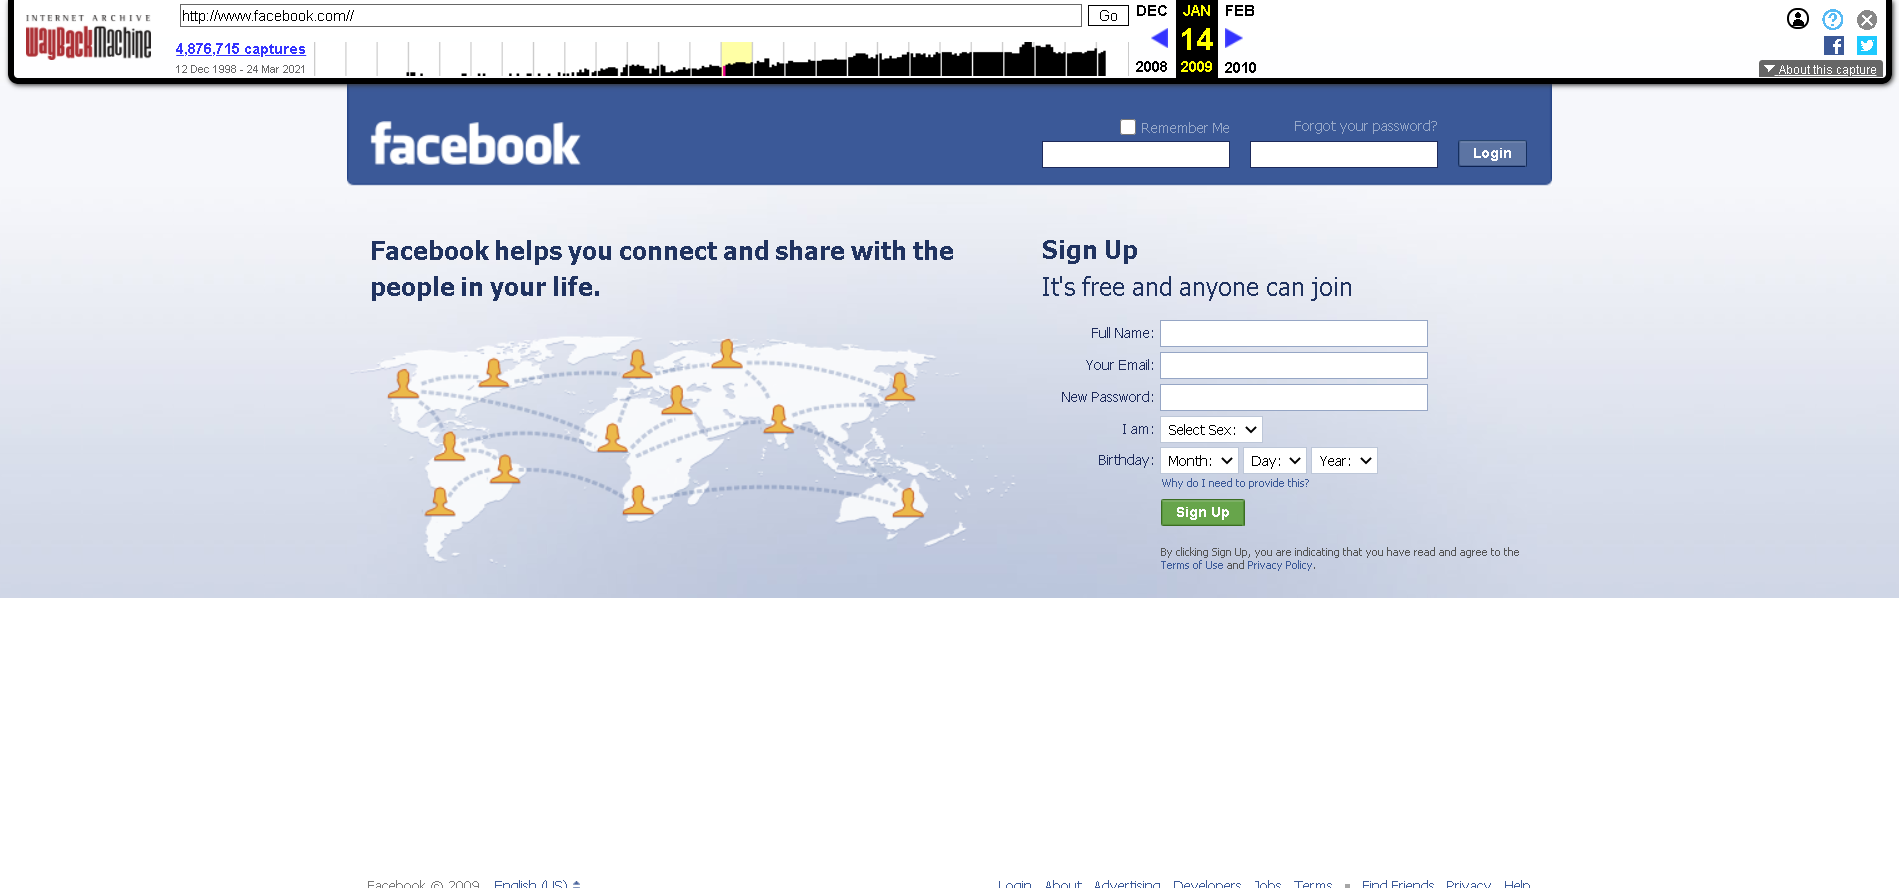 INTERNET ARCHIVE
WayBackMachine
http://www.facebook.com//
Go
4,876,715 captures
12 Dec 1998 - 24 Mar 2021
DEC JAN FEB
14
2008 2009 2010
About this capture
facebook
Remember Me
Forgot your password?
Login
Facebook helps you connect and share with the
people in your life.
Sign Up
It's free and anyone can join
Full Name:
Your Email:
New Password:
I am: Select Sex:
Birthday: Month: Day: Year:
Why do I need to provide this?
Sign Up
By clicking Sign Up, you are indicating that you have read and agree to the
Terms of Use and Privacy Policy.
Facebook © 2009 English (US)
Login About Advertising Developers Jobs Terms ▪ Find Friends Privacy Help